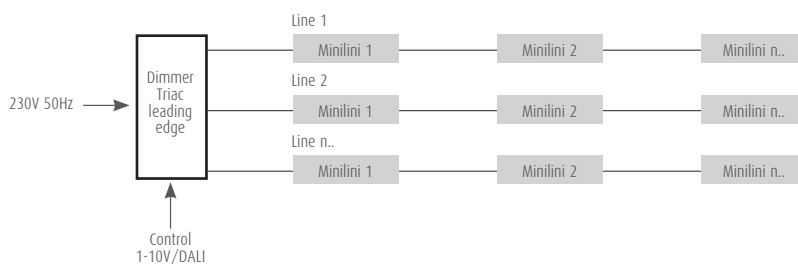 Line 1
Minilini 1 Minilini 2 Minilini n..
Line 2
Minilini 1 Minilini 2 Minilini n..
Line n..
Minilini 1 Minilini 2 Minilini n..
230V 50Hz
Dimmer
Triac
leading
edge
Control
1-10V/DALI